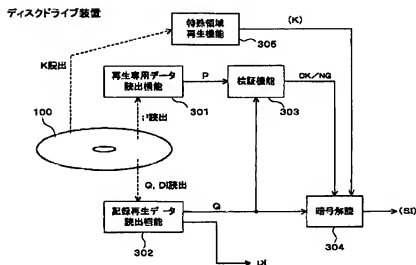 ディスクドライブ装置
特殊領域
再生機能
305
(K)
K読出
再生専用データ
読出機能
301
P
検証機能
303
OK/NG
100
P読出
Q, DI読出
記録再生データ
読出機能
302
Q
暗号解読
304
(SI)
DI